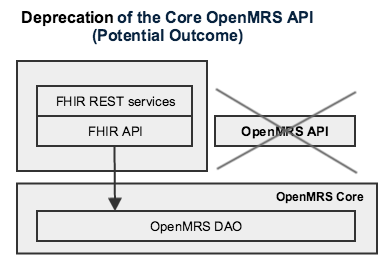 Deprecation of the Core OpenMRS API
(Potential Outcome)
FHIR REST services
FHIR API
OpenMRS API
OpenMRS Core
OpenMRS DAO